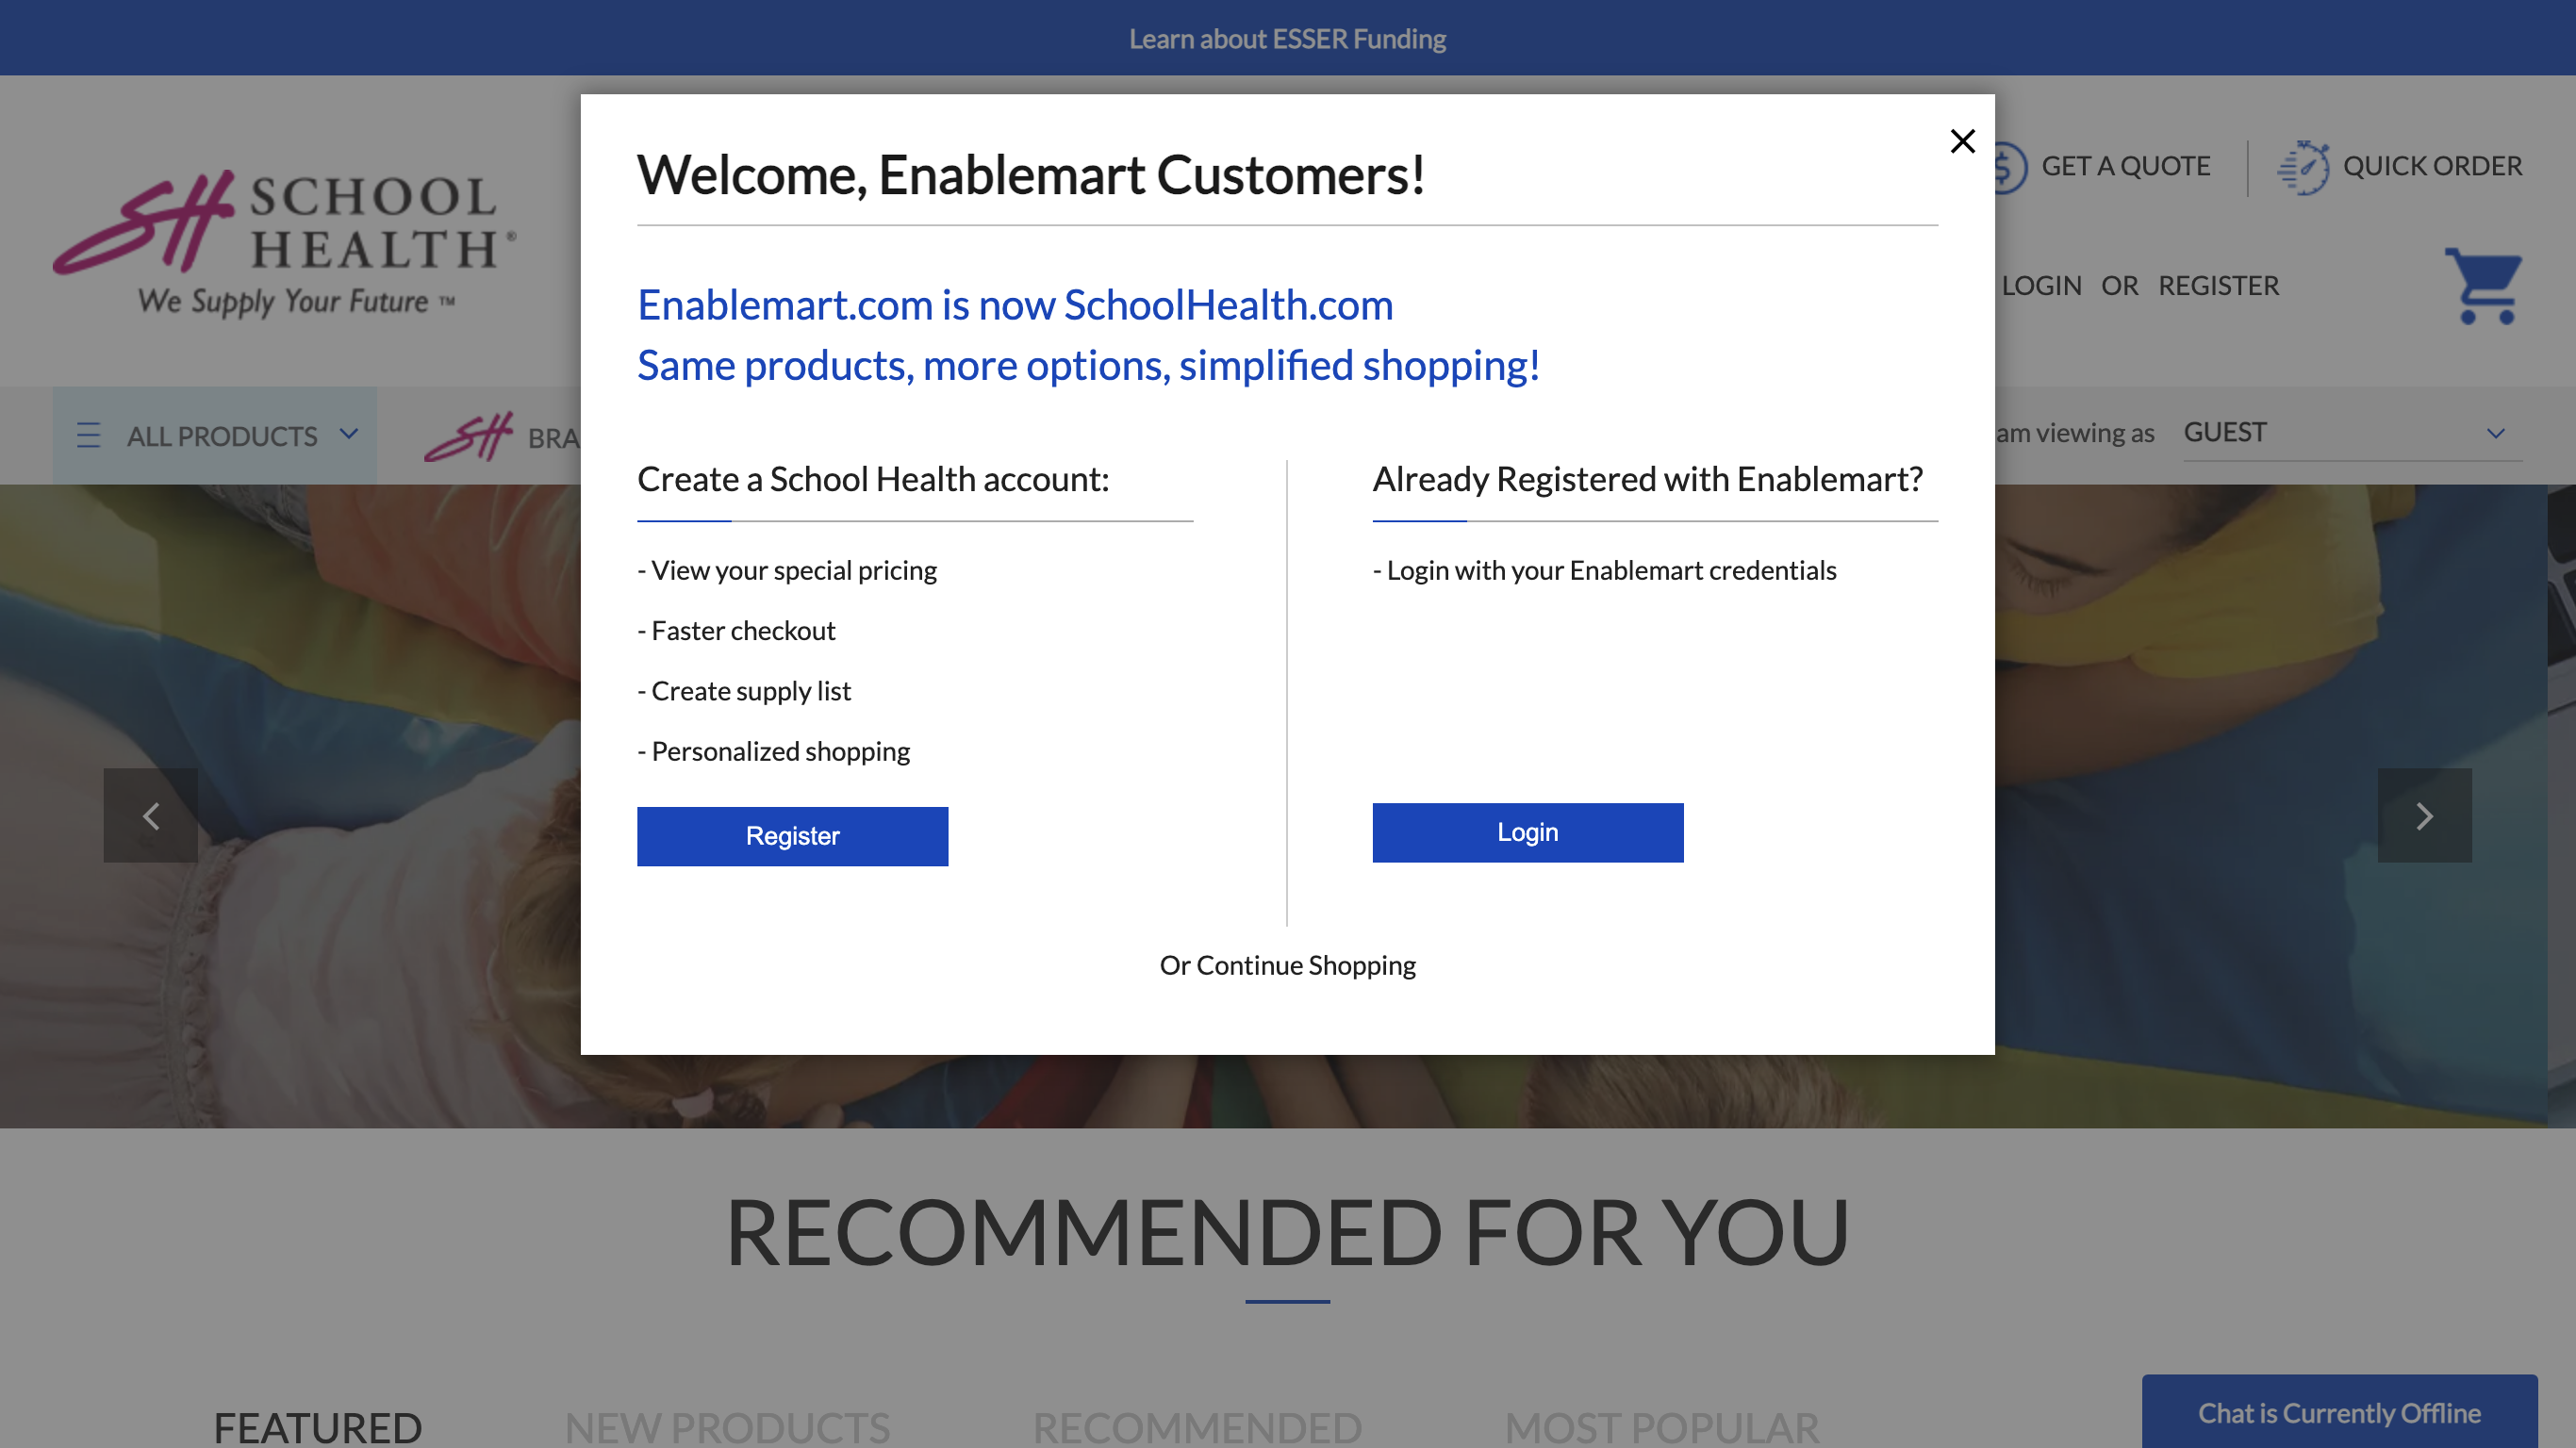 Learn about ESSER Funding
SH SCHOOL HEALTH®
We Supply Your Future ™
GET A QUOTE
QUICK ORDER
LOGIN OR REGISTER
ALL PRODUCTS
SH BRA
am viewing as GUEST
Welcome, Enablemart Customers!
Enablemart.com is now SchoolHealth.com
Same products, more options, simplified shopping!
Create a School Health account:
- View your special pricing
- Faster checkout
- Create supply list
- Personalized shopping
Register
Already Registered with Enablemart?
- Login with your Enablemart credentials
Login
Or Continue Shopping
RECOMMENDED FOR YOU
FEATURED
NEW PRODUCTS
RECOMMENDED
MOST POPULAR
Chat is Currently Offline